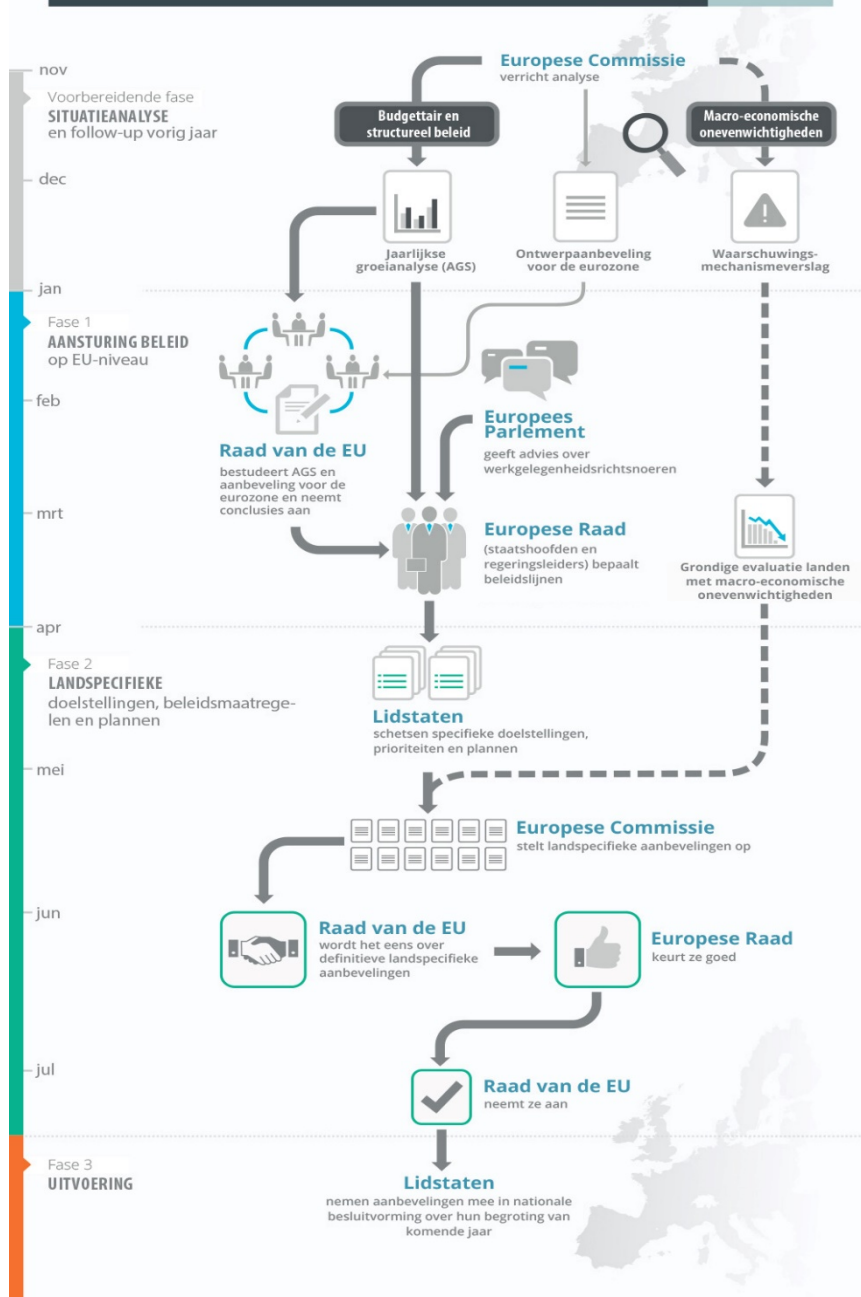 nov
Europese Commissie
verricht analyse
Voorbereidende fase
SITUATIEANALYSE
en follow-up vorig jaar
Budgettair en
structureel beleid
Macro-economische
onevenwichtigheden
dec
Jaarlijkse
groeianalyse (AGS)
Ontwerpaanbeveling
voor de eurozone
Waarschuwings-
mechanismeverslag
jan
Fase 1
AANSTURING BELEID
op EU-niveau
feb
Raad van de EU
bestudeert AGS en
aanbeveling voor de
eurozone en neemt
conclusies aan
Europees
Parlement
geeft advies over
werkgelegenheidsrichtsnoeren
mrt
Europese Raad
(staatshoofden en
regeringsleiders) bepaalt
beleidslijnen
Grondige evaluatie landen
met macro-economische
onevenwichtigheden
apr
Fase 2
LANDSPECIFIEKE
doelstellingen, beleidsmaatrege-
len en plannen
Lidstaten
schetsen specifieke doelstellingen,
prioriteiten en plannen
mei
Europese Commissie
stelt landspecifieke aanbevelingen op
jun
Raad van de EU
wordt het eens over
definitieve landspecifieke
aanbevelingen
Europese Raad
keurt ze goed
jul
Raad van de EU
neemt ze aan
Fase 3
UITVOERING
Lidstaten
nemen aanbevelingen mee in nationale
besluitvorming over hun begroting van
komende jaar